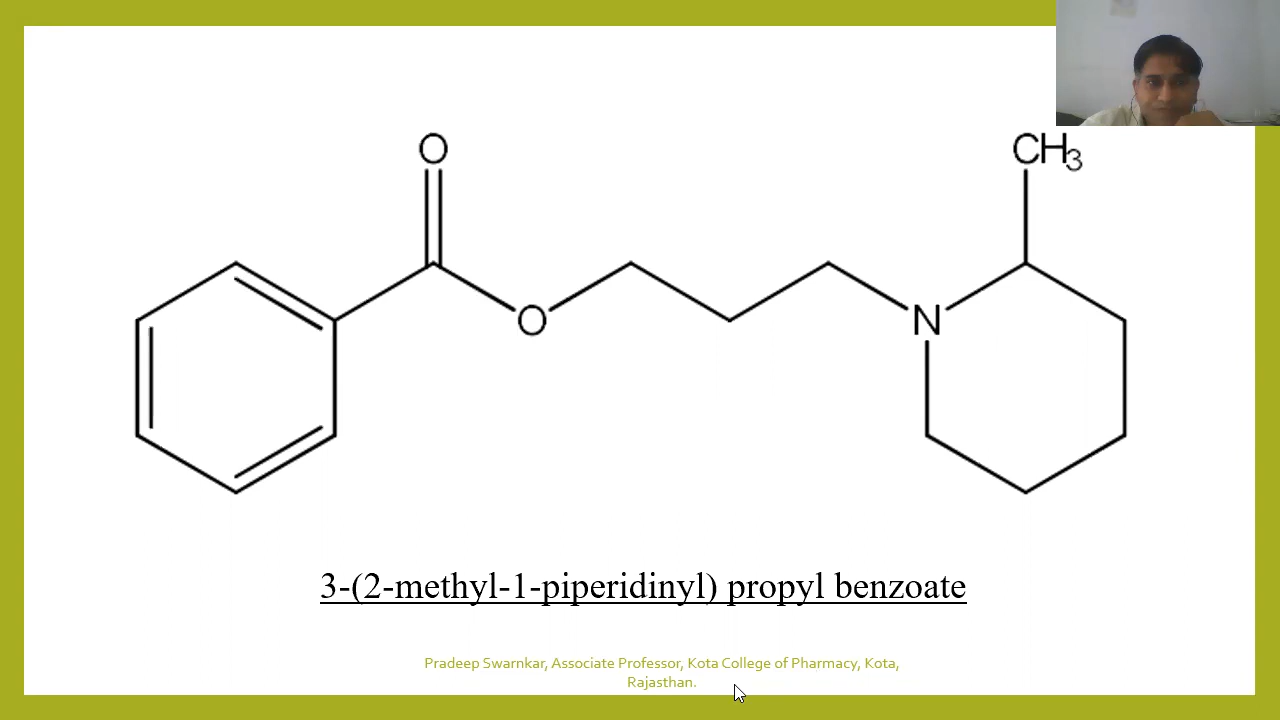 O
CH3
O
N
3-(2-methyl-1-piperidinyl) propyl benzoate
Pradeep Swarnkar, Associate Professor, Kota College of Pharmacy, Kota,
Rajasthan.